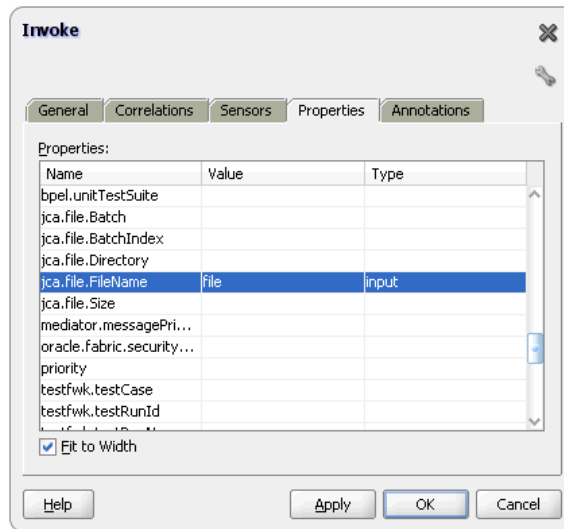 Invoke
General Correlations Sensors Properties Annotations
Properties:
Name Value Type
bpel.unitTestSuite
jca.file.Batch
jca.file.BatchIndex
jca.file.Directory
jca.file.FileName file input
jca.file.Size
mediator.messagePri...
oracle.fabric.security...
priority
testfwk.testCase
testfwk.testRunId
Fit to Width
Help Apply OK Cancel